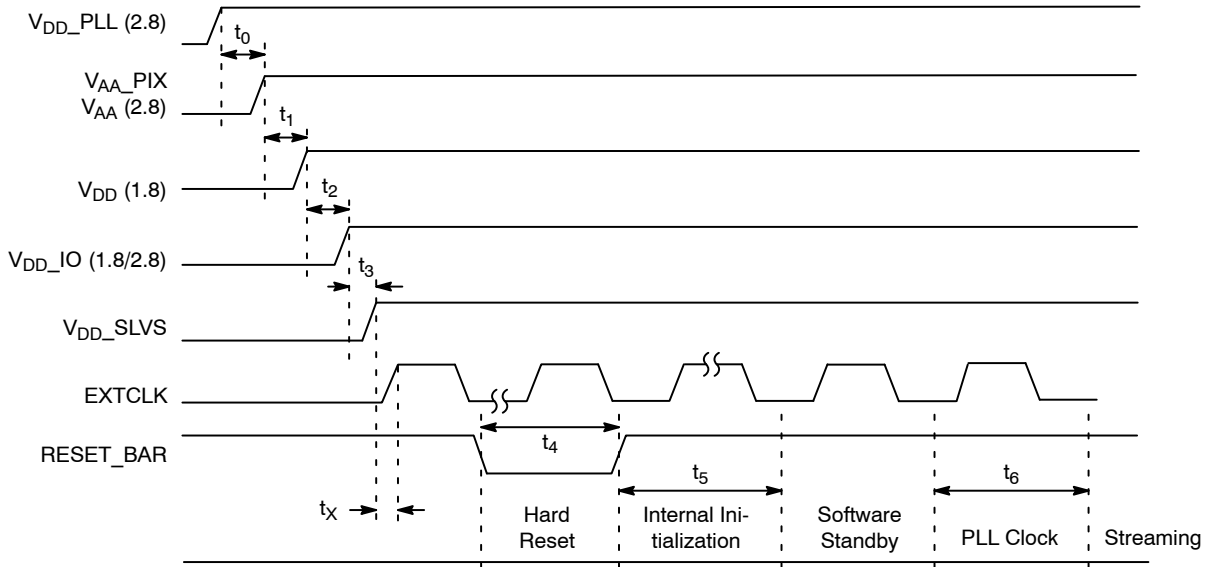 V_DD_PLL (2.8)
t_0
V_AA_PIX
V_AA (2.8)
t_1
V_DD (1.8)
t_2
V_DD_IO (1.8/2.8)
t_3
V_DD_SLVS
EXTCLK
RESET_BAR
t_4
t_X
t_5
t_6
Hard
Reset
Internal Ini-
tialization
Software
Standby
PLL Clock
Streaming